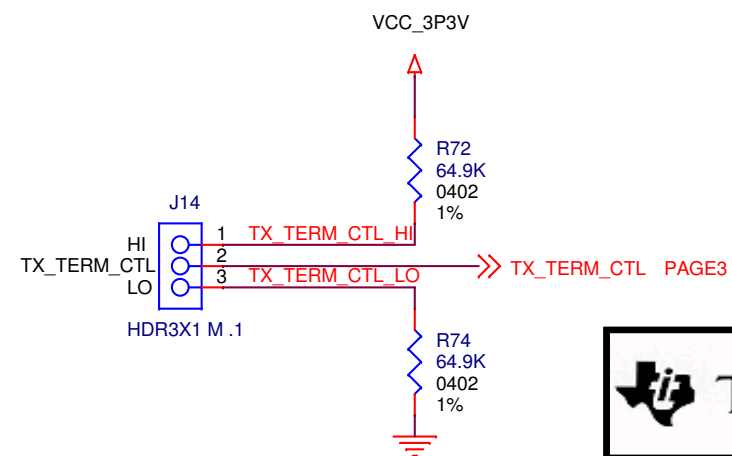 VCC_3P3V
R72
64.9K
0402
1%
J14
HI 1 TX_TERM_CTL_HI
TX_TERM_CTL 2 TX_TERM_CTL PAGE3
LO 3 TX_TERM_CTL_LO
HDR3X1 M .1
R74
64.9K
0402
1%
ti T